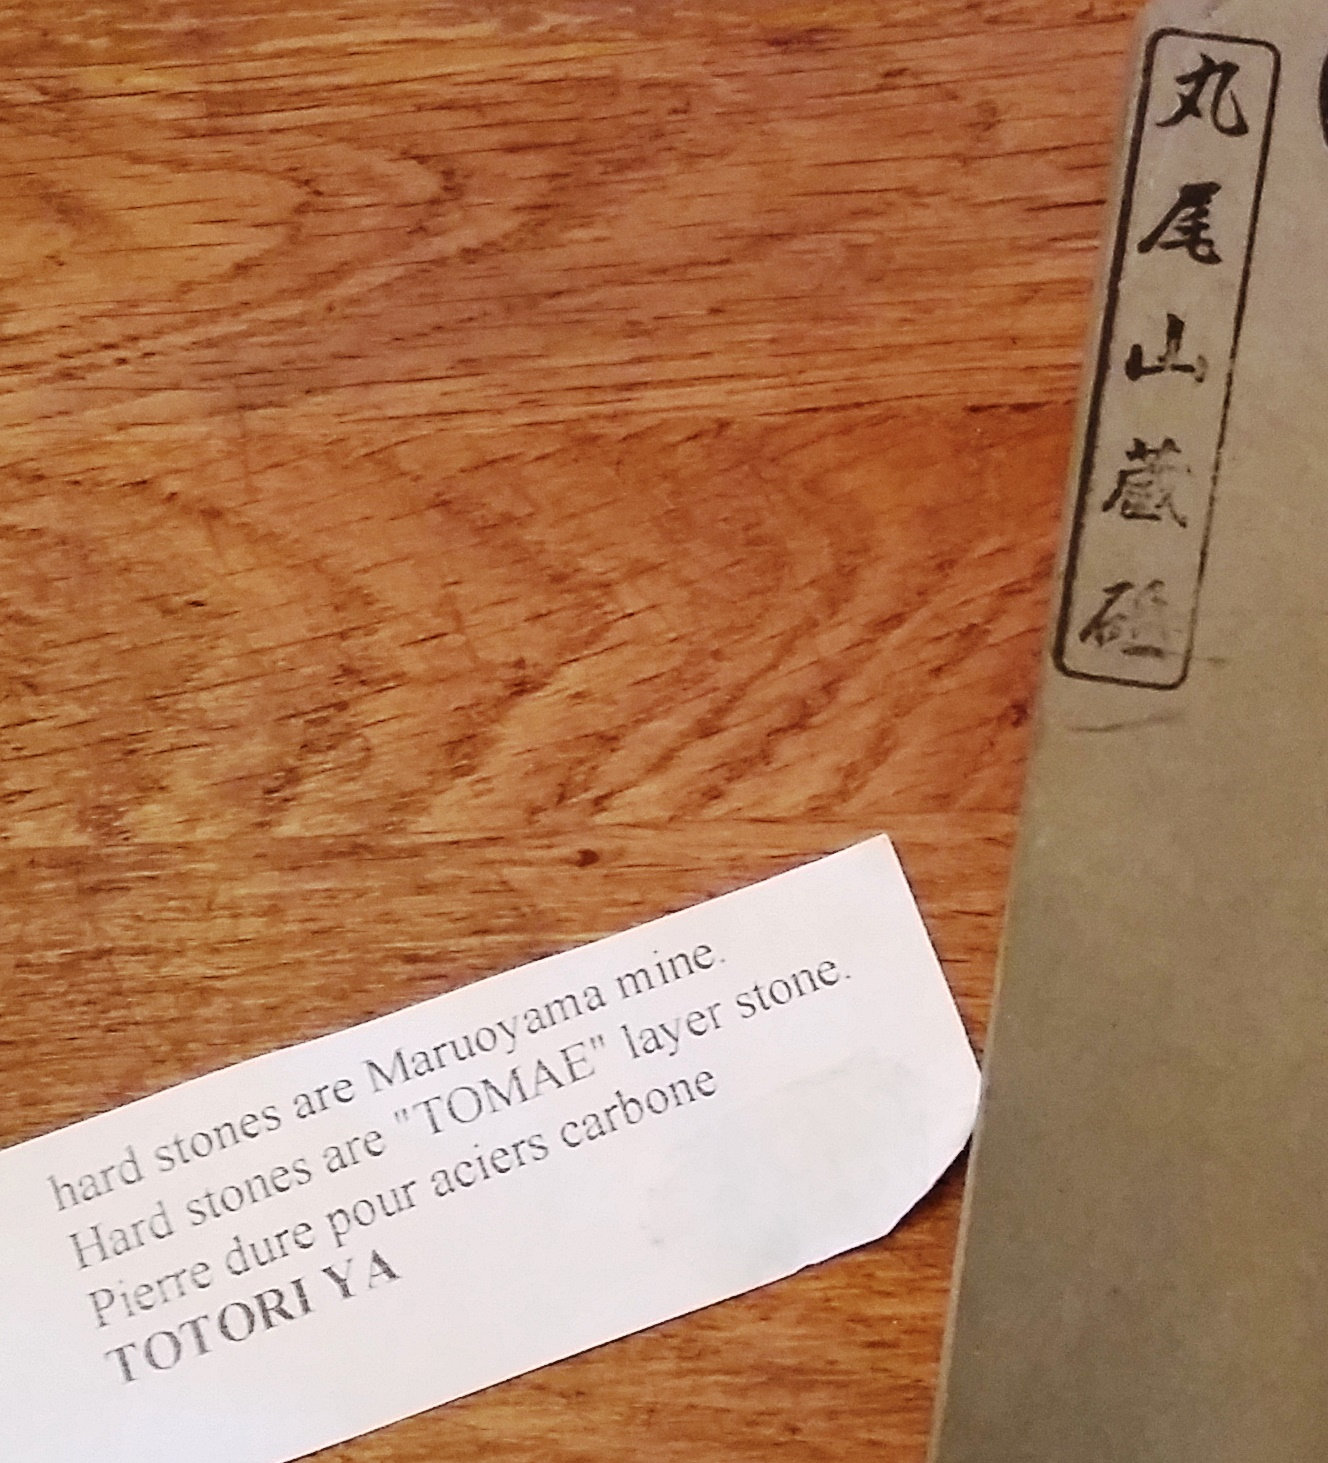 丸尾山蔵砥
hard stones are Maruoyama mine.
Hard stones are "TOMAE" layer stone.
Pierre dure pour aciers carbone
TOTORI YA